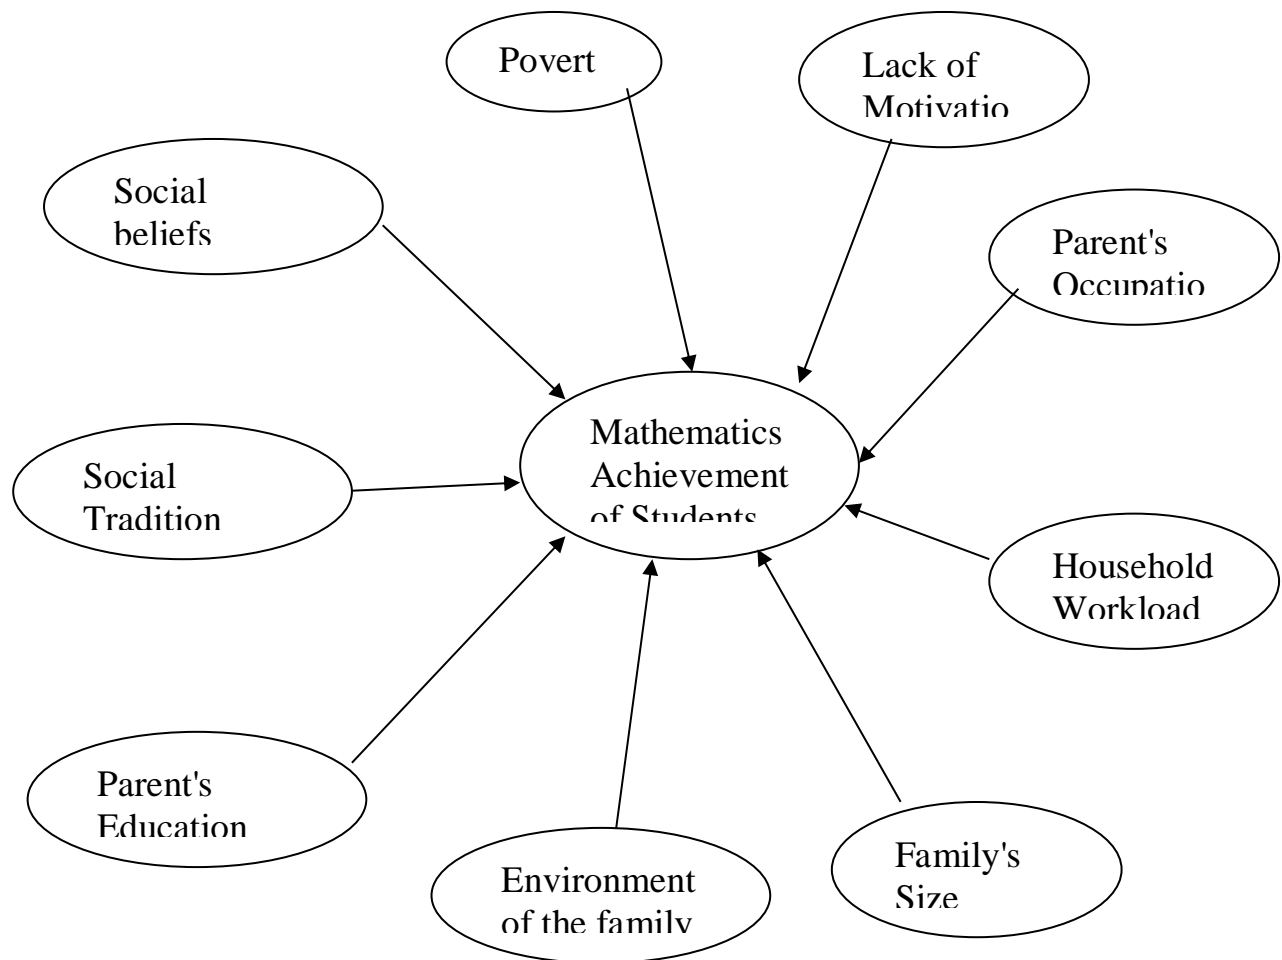 Povert
Lack of
Motivatio
Social
beliefs
Parent's
Occupatio
Mathematics
Achievement
of Students
Social
Tradition
Household
Workload
Parent's
Education
Environment
of the family
Family's
Size